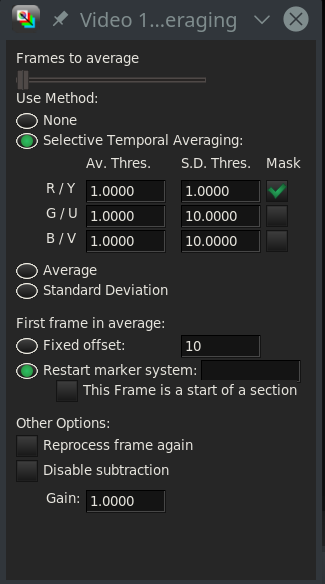 Video 1...eraging
Frames to average
Use Method:
None
Selective Temporal Averaging:
Av. Thres. S.D. Thres. Mask
R / Y 1.0000 1.0000
G / U 1.0000 10.0000
B / V 1.0000 10.0000
Average
Standard Deviation
First frame in average:
Fixed offset: 10
Restart marker system:
This Frame is a start of a section
Other Options:
Reprocess frame again
Disable subtraction
Gain: 1.0000